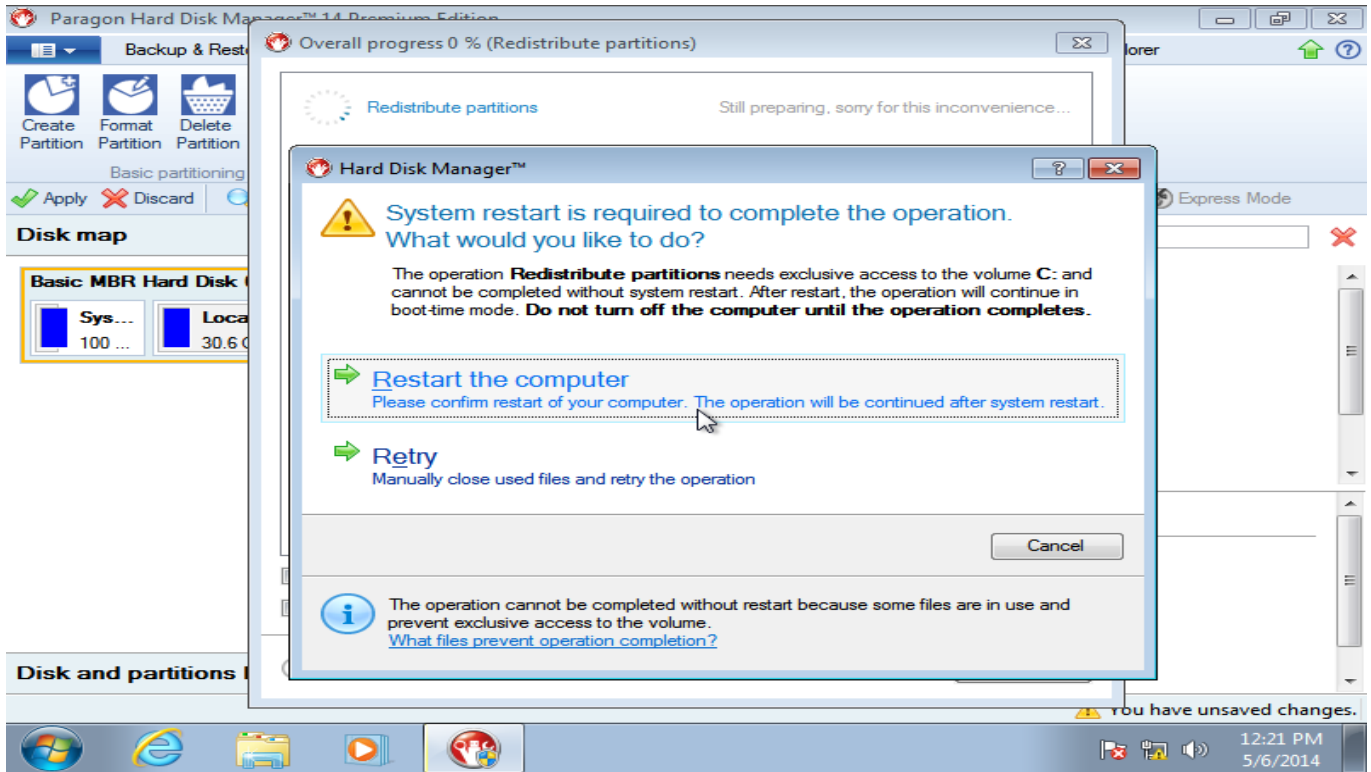 Paragon Hard Disk Manager™ 14 Premium Edition
Backup & Rest
lorer
Overall progress 0 % (Redistribute partitions)
Redistribute partitions
Still preparing, sorry for this inconvenience...
Create
Partition
Format
Partition
Delete
Partition
Basic partitioning
Apply
Discard
Express Mode
Disk map
Basic MBR Hard Disk
Sys...
100 ...
Loca
30.6
Hard Disk Manager™
System restart is required to complete the operation.
What would you like to do?
The operation Redistribute partitions needs exclusive access to the volume C: and
cannot be completed without system restart. After restart, the operation will continue in
boot-time mode. Do not turn off the computer until the operation completes.
Restart the computer
Please confirm restart of your computer. The operation will be continued after system restart.
Retry
Manually close used files and retry the operation
Cancel
The operation cannot be completed without restart because some files are in use and
prevent exclusive access to the volume.
What files prevent operation completion?
Disk and partitions
You have unsaved changes.
12:21 PM
5/6/2014